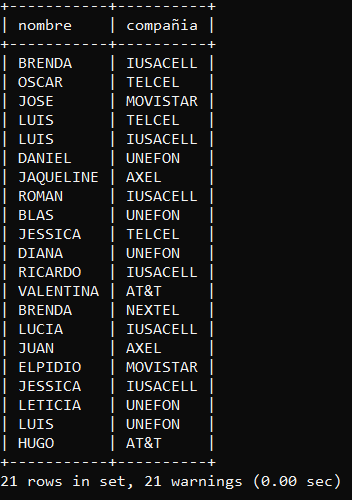 +-----------+----------+
| nombre    | compañia |
+-----------+----------+
| BRENDA    | IUSACELL |
| OSCAR     | TELCEL   |
| JOSE      | MOVISTAR |
| LUIS      | TELCEL   |
| LUIS      | IUSACELL |
| DANIEL    | UNEFON   |
| JAQUELINE | AXEL     |
| ROMAN     | IUSACELL |
| BLAS      | UNEFON   |
| JESSICA   | TELCEL   |
| DIANA     | UNEFON   |
| RICARDO   | IUSACELL |
| VALENTINA | AT&T     |
| BRENDA    | NEXTEL   |
| LUCIA     | IUSACELL |
| JUAN      | AXEL     |
| ELPIDIO   | MOVISTAR |
| JESSICA   | IUSACELL |
| LETICIA   | UNEFON   |
| LUIS      | UNEFON   |
| HUGO      | AT&T     |
+-----------+----------+
21 rows in set, 21 warnings (0.00 sec)